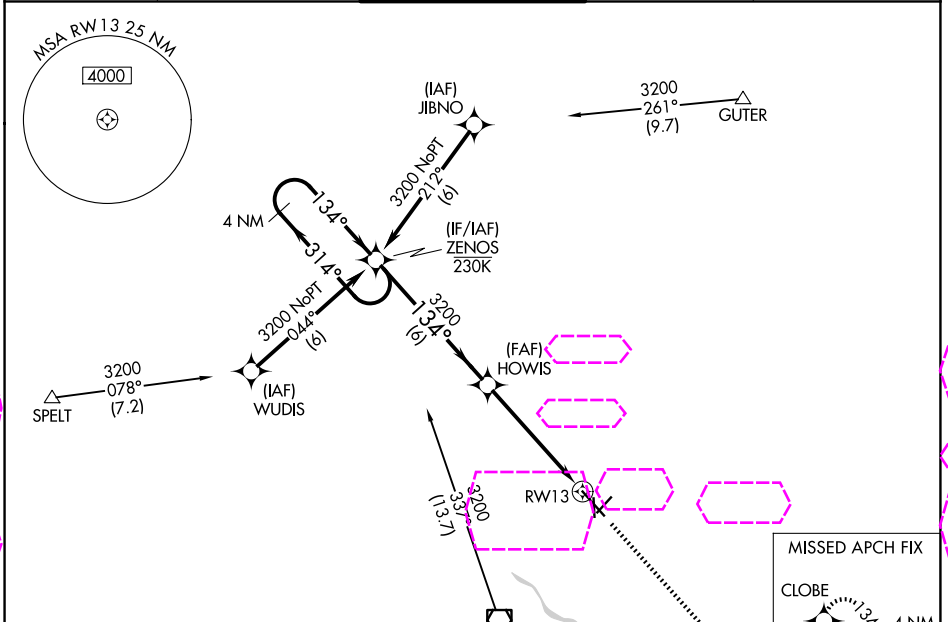 MSA RW13 25 NM
4000
(IAF)
JIBNO
3200
261°
(9.7)
GUTER
3200 NoPT
212°
(6)
4 NM
134°
314°
(IF/IAF)
ZENOS
230K
3200 NoPT
044°
(6)
3200
134°
(6)
(FAF)
HOWIS
3200
078°
(7.2)
SPELT
(IAF)
WUDIS
RW13
3200
337°
(13.7)
MISSED APCH FIX
CLOBE
4 NM